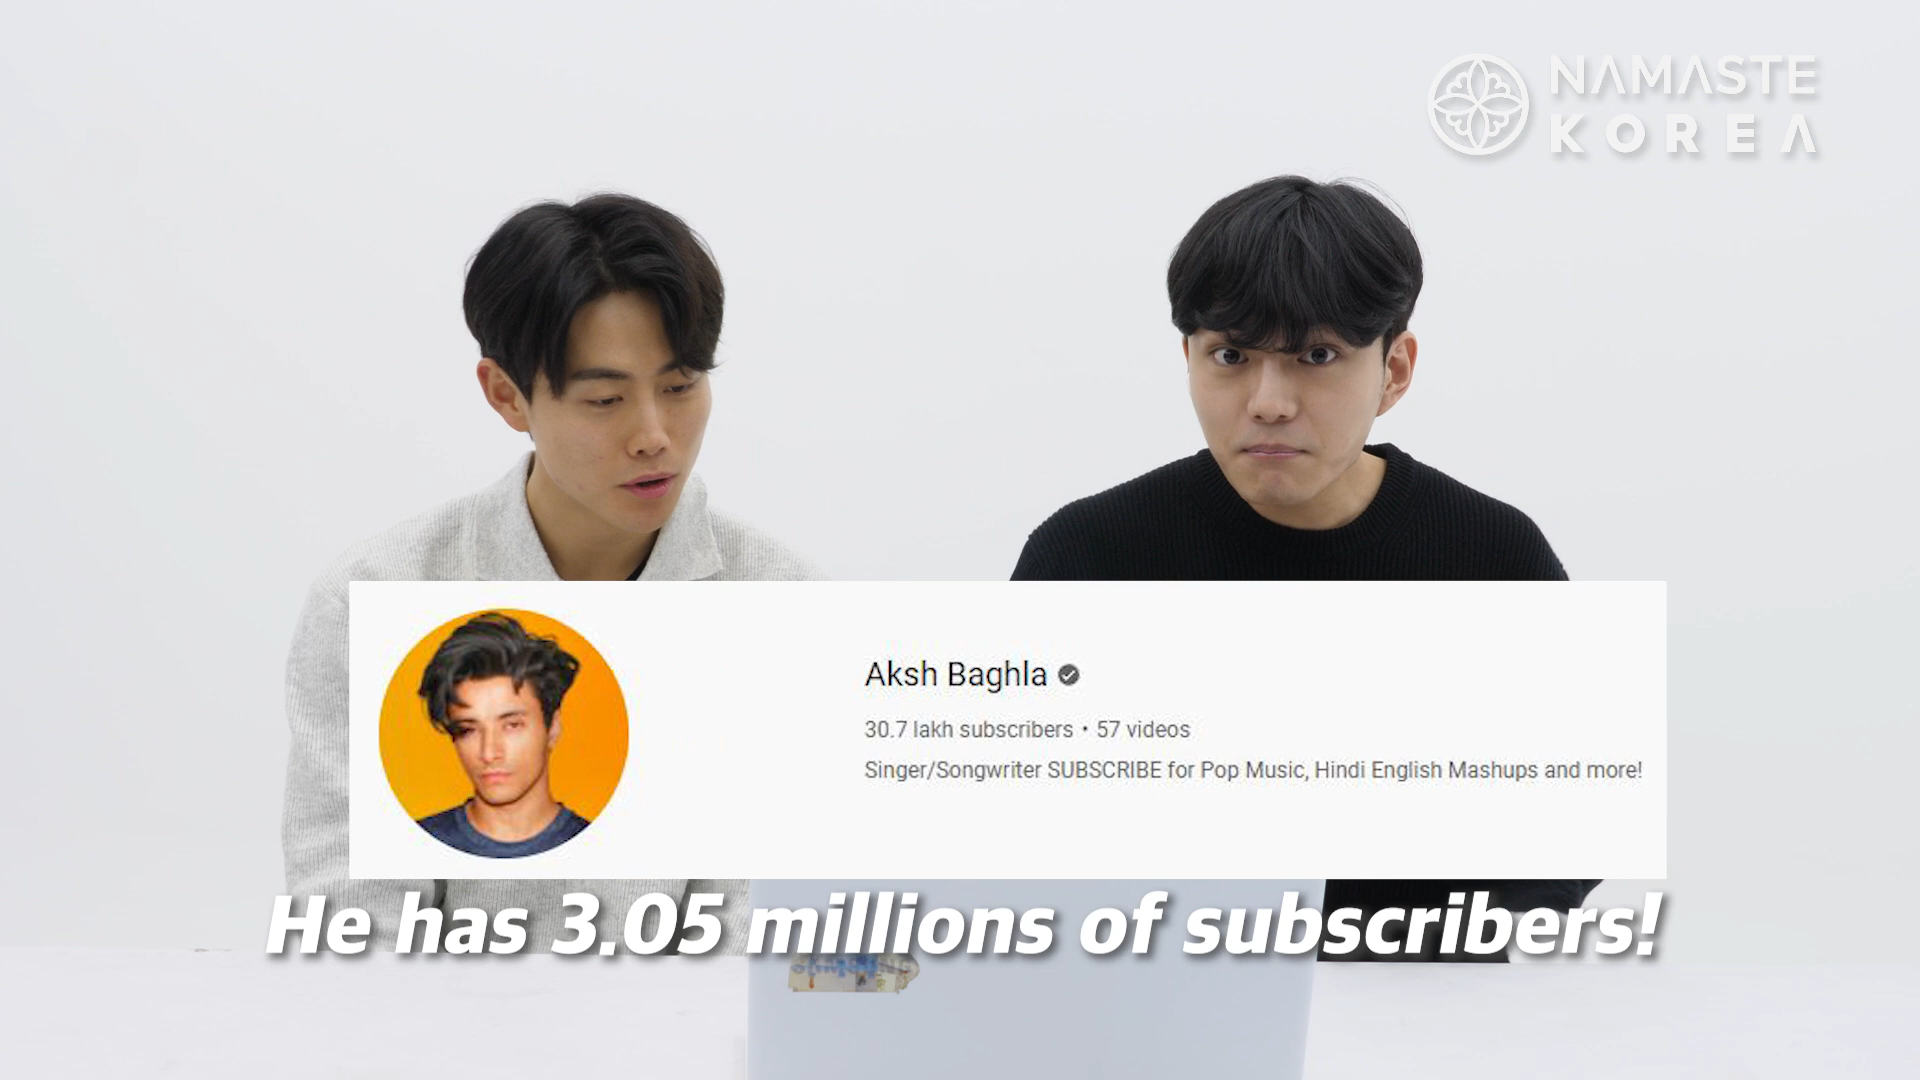 NAMASTE
KOREA
Aksh Baghla
30.7 lakh subscribers • 57 videos
Singer/Songwriter SUBSCRIBE for Pop Music, Hindi English Mashups and more!
He has 3.05 millions of subscribers!